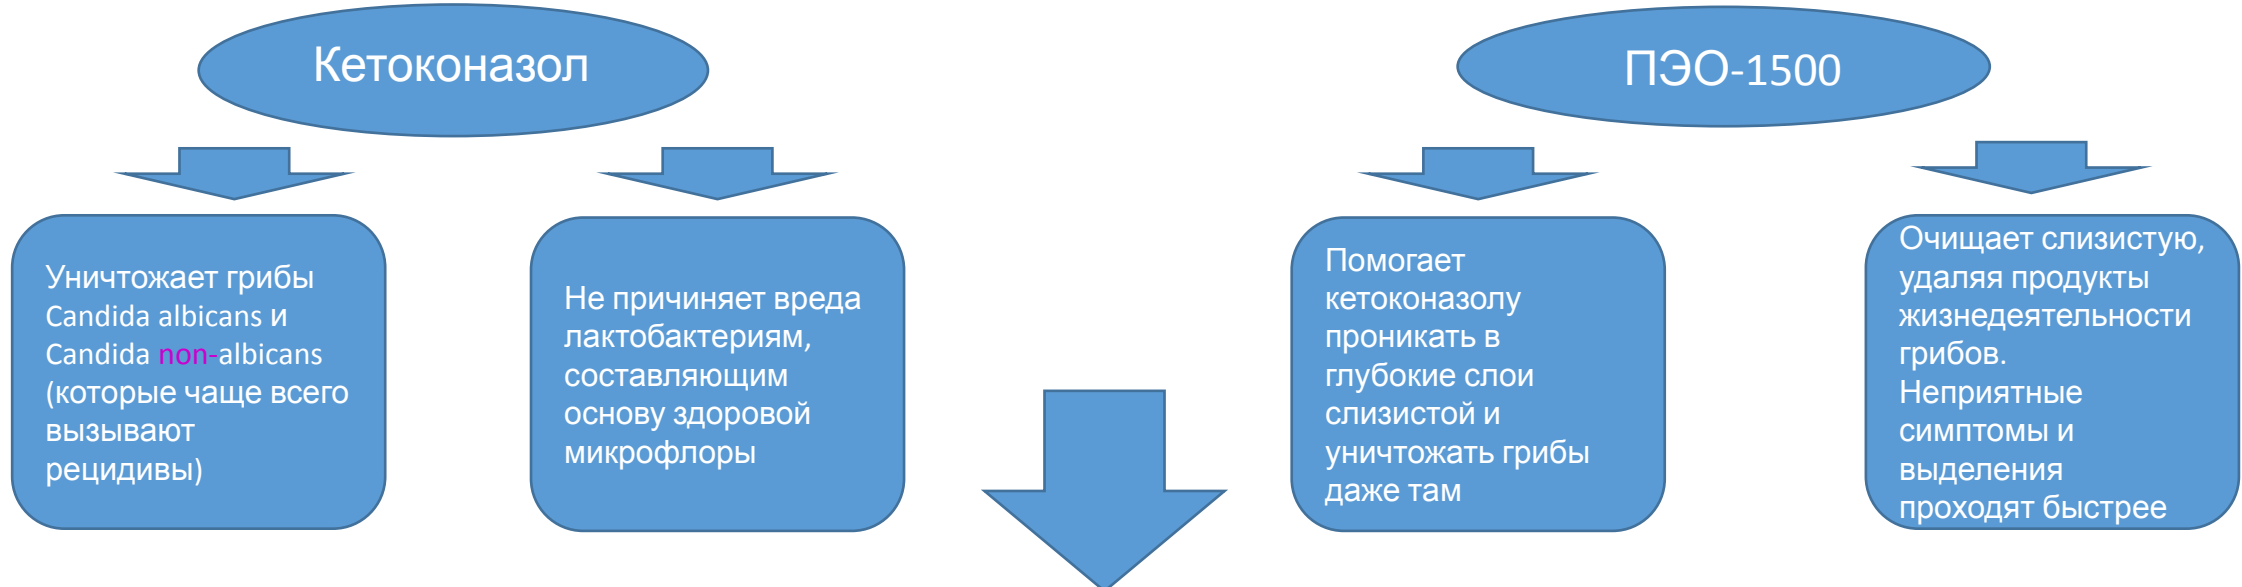 Кетоконазол
ПЭО-1500
Уничтожает грибы
Candida albicans и
Candida non-albicans
(которые чаще всего
вызывают
рецидивы)
Не причиняет вреда
лактобактериям,
составляющим
основу здоровой
микрофлоры
Помогает
кетоконазолу
проникать в
глубокие слои
слизистой и
уничтожать грибы
даже там
Очищает слизистую,
удаляя продукты
жизнедеятельности
грибов.
Неприятные
симптомы и
выделения
проходят быстрее